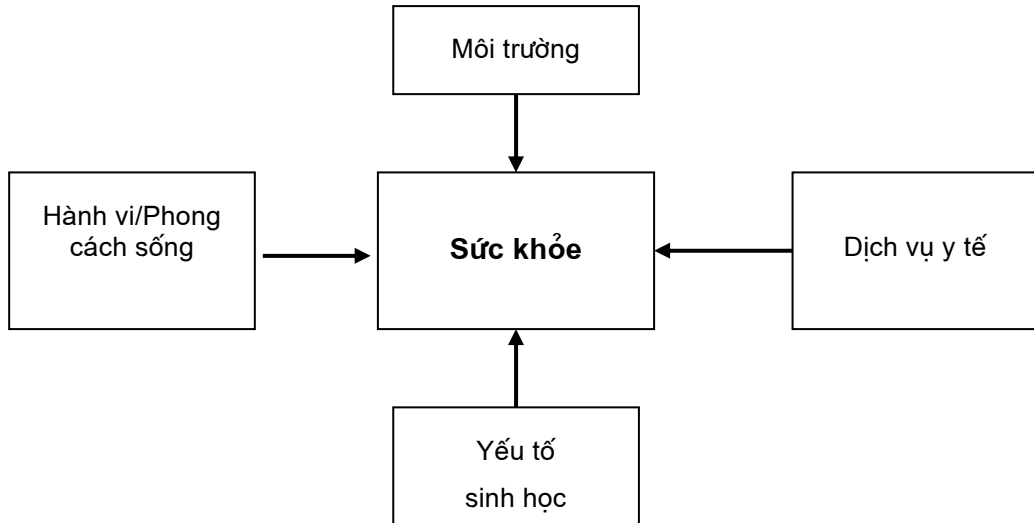 Môi trường
Hành vi/Phong
cách sống
Sức khỏe
Dịch vụ y tế
Yếu tố
sinh học